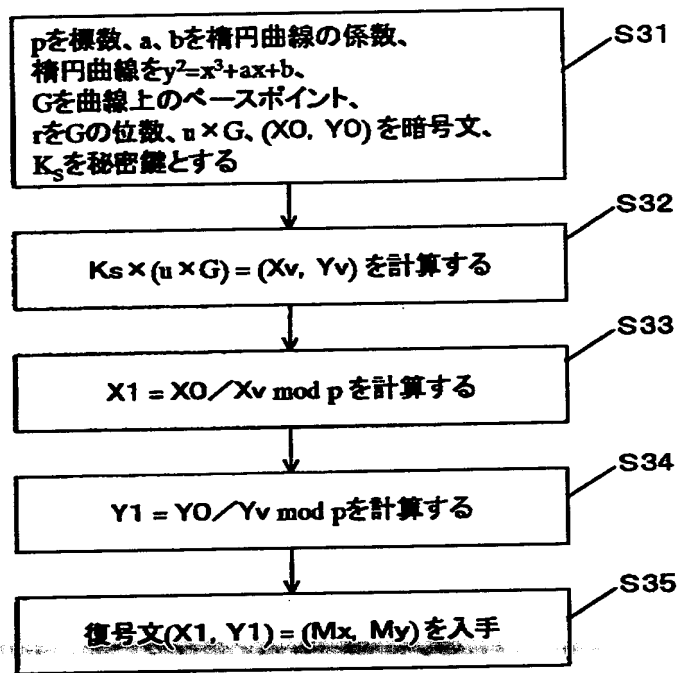 S31
pを標数、a、bを楕円曲線の係数、
楕円曲線をy²=x³+ax+b、
Gを曲線上のベースポイント、
rをGの位数、u×G、(X0, Y0)を暗号文、
K_Sを秘密鍵とする
S32
Ks×(u×G)=(Xv, Yv)を計算する
S33
X1=X0／Xv mod p を計算する
S34
Y1=Y0／Yv mod pを計算する
S35
復号文(X1, Y1)=(Mx, My)を入手